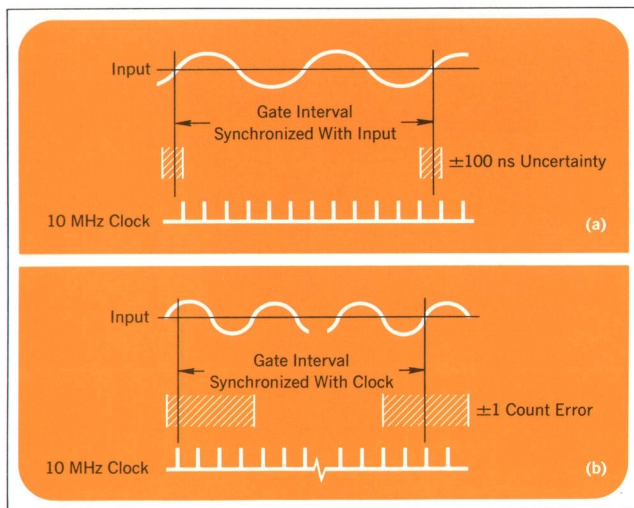 Input
Gate Interval
Synchronized With Input
±100 ns Uncertainty
10 MHz Clock
(a)
Input
Gate Interval
Synchronized With Clock
±1 Count Error
10 MHz Clock
(b)